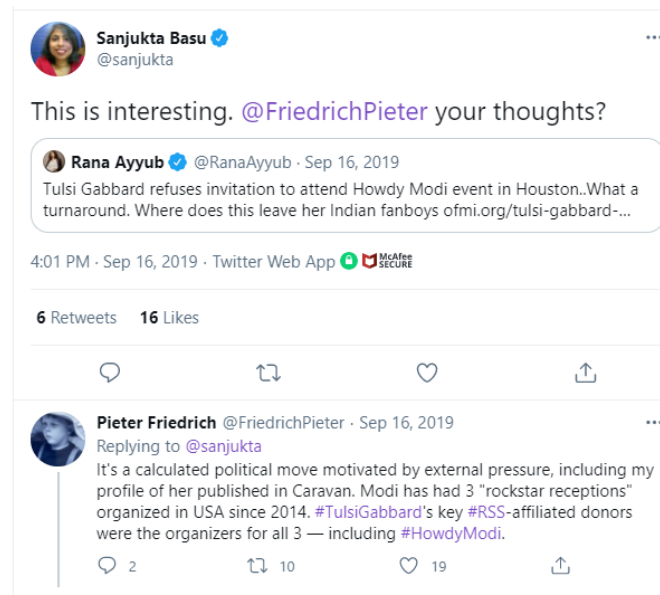 Sanjukta Basu
@sanjukta
This is interesting. @FriedrichPieter your thoughts?
Rana Ayyub @RanaAyyub · Sep 16, 2019
Tulsi Gabbard refuses invitation to attend Howdy Modi event in Houston..What a
turnaround. Where does this leave her Indian fanboys ofmi.org/tulsi-gabbard-...
4:01 PM · Sep 16, 2019 · Twitter Web App McAfee SECURE
6 Retweets 16 Likes
Pieter Friedrich @FriedrichPieter · Sep 16, 2019
Replying to @sanjukta
It's a calculated political move motivated by external pressure, including my
profile of her published in Caravan. Modi has had 3 "rockstar receptions"
organized in USA since 2014. #TulsiGabbard's key #RSS-affiliated donors
were the organizers for all 3 — including #HowdyModi.
2 10 19